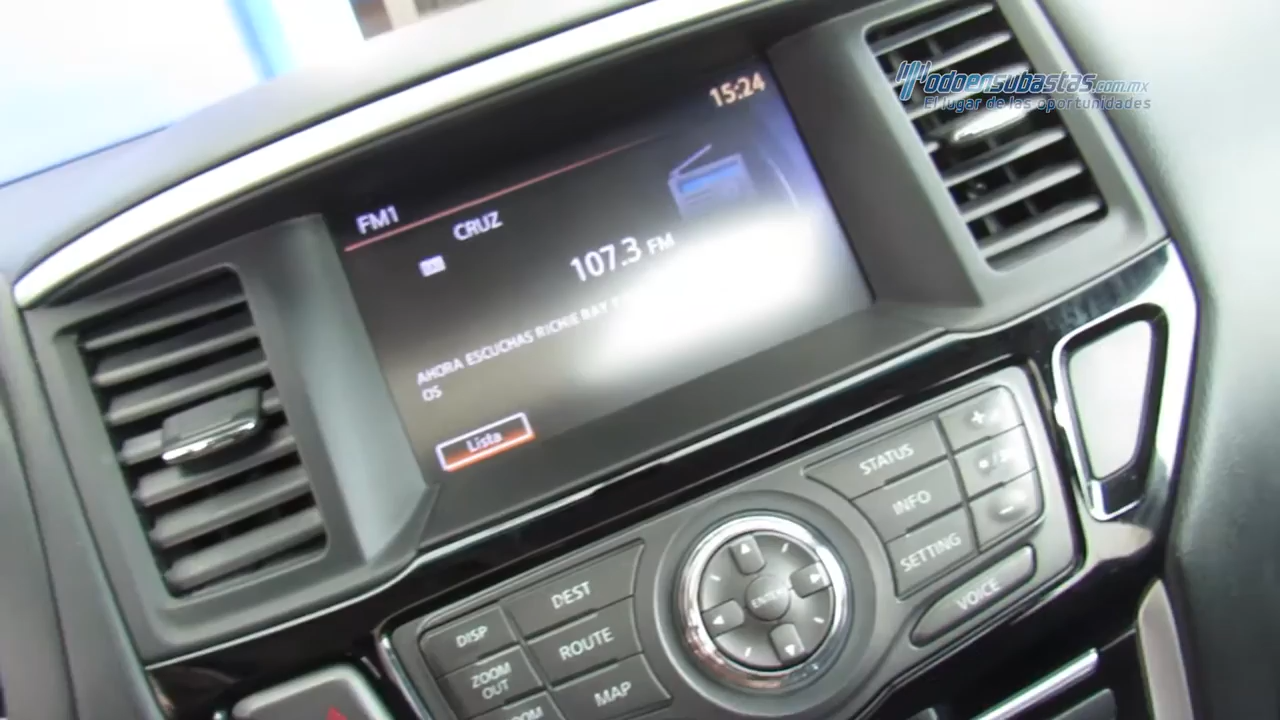 Todoensubastas.com.mx
El lugar de las oportunidades
15:24
FM1
CRUZ
107.3 FM
AHORA ESCUCHAS RICHIE RAY
OS
Lista
STATUS
INFO
SETTING
VOICE
+
-
DISP
DEST
ZOOM OUT
ROUTE
MAP
ENTER